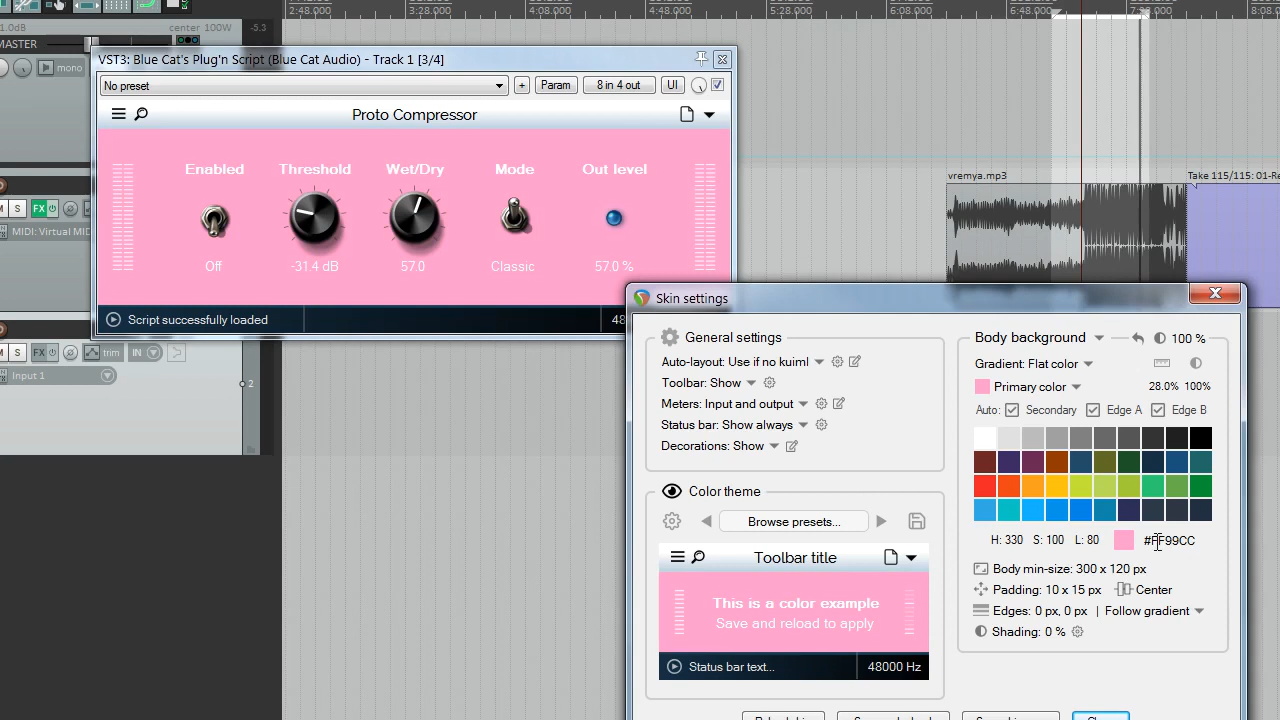 2:48.000 3:28.000 4:08.000 4:48.000 5:28.000 6:08.000 6:48.000
center 100W -5.3
MASTER
mono
VST3: Blue Cat's Plug'n Script (Blue Cat Audio) - Track 1 [3/4]
No preset + Param 8 in 4 out UI
Proto Compressor
Enabled Threshold Wet/Dry Mode Out level
Off -31.4 dB 57.0 Classic 57.0 %
Script successfully loaded 48
vremya.mp3 Take 115/115:
S FX
MIDI: Virtual MID
S FX trim IN
Input 1
2
Skin settings
General settings
Auto-layout: Use if no kuiml
Toolbar: Show
Meters: Input and output
Status bar: Show always
Decorations: Show
Color theme
Browse presets...
Toolbar title
This is a color example
Save and reload to apply
Status bar text... 48000 Hz
Body background 100 %
Gradient: Flat color
Primary color 28.0% 100%
Auto: Secondary Edge A Edge B
H: 330 S: 100 L: 80 #FF99CC
Body min-size: 300 x 120 px
Padding: 10 x 15 px Center
Edges: 0 px, 0 px | Follow gradient
Shading: 0 %